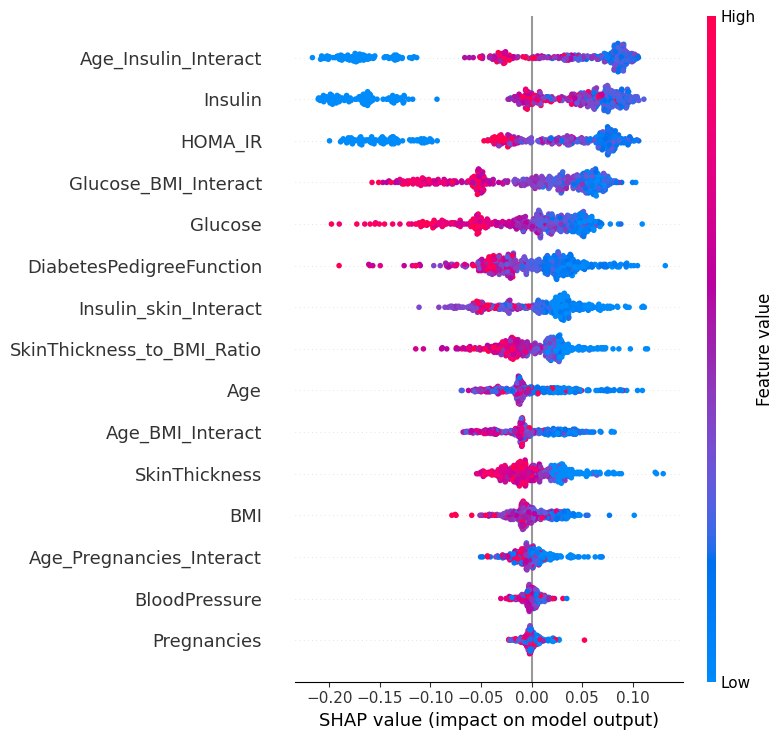 High
Age_Insulin_Interact
Insulin
HOMA_IR
Glucose_BMI_Interact
Glucose
DiabetesPedigreeFunction
Insulin_skin_Interact
SkinThickness_to_BMI_Ratio
Age
Age_BMI_Interact
SkinThickness
BMI
Age_Pregnancies_Interact
BloodPressure
Pregnancies
Feature value
Low
−0.20 −0.15 −0.10 −0.05 0.00 0.05 0.10
SHAP value (impact on model output)